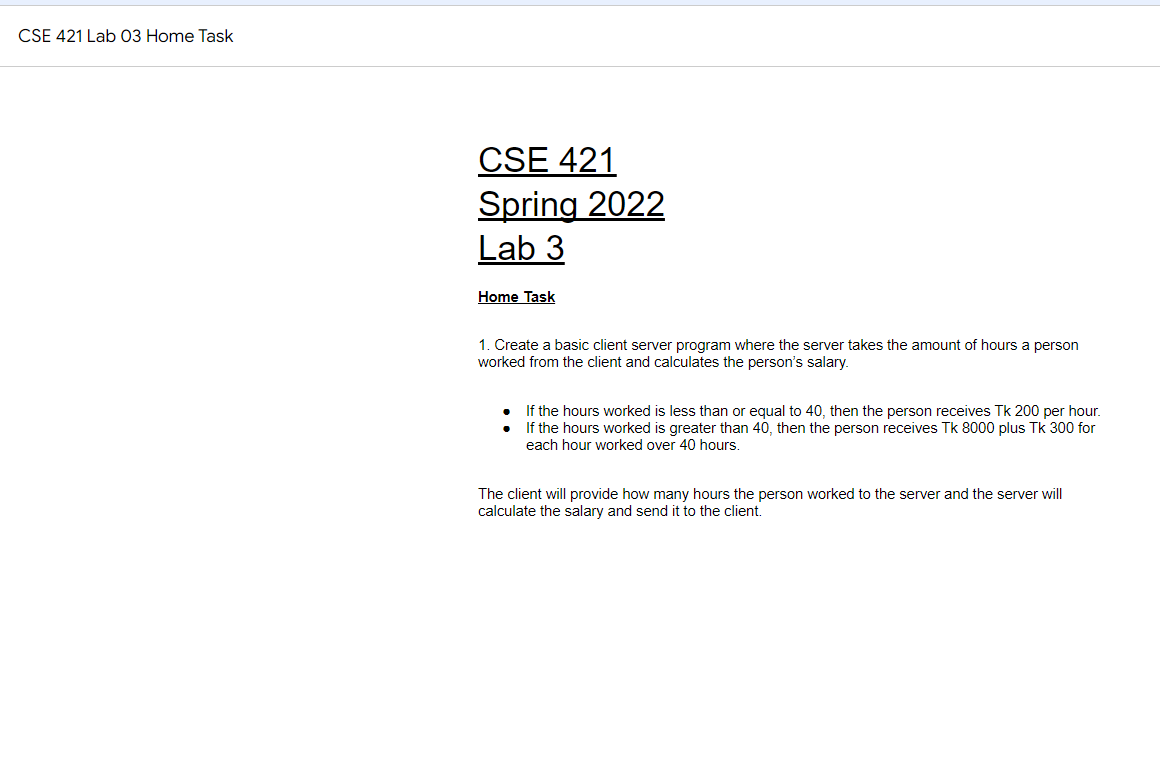 CSE 421 Lab 03 Home Task
CSE 421
Spring 2022
Lab 3
Home Task
1. Create a basic client server program where the server takes the amount of hours a person
worked from the client and calculates the person's salary.
● If the hours worked is less than or equal to 40, then the person receives Tk 200 per hour.
● If the hours worked is greater than 40, then the person receives Tk 8000 plus Tk 300 for
each hour worked over 40 hours.
The client will provide how many hours the person worked to the server and the server will
calculate the salary and send it to the client.